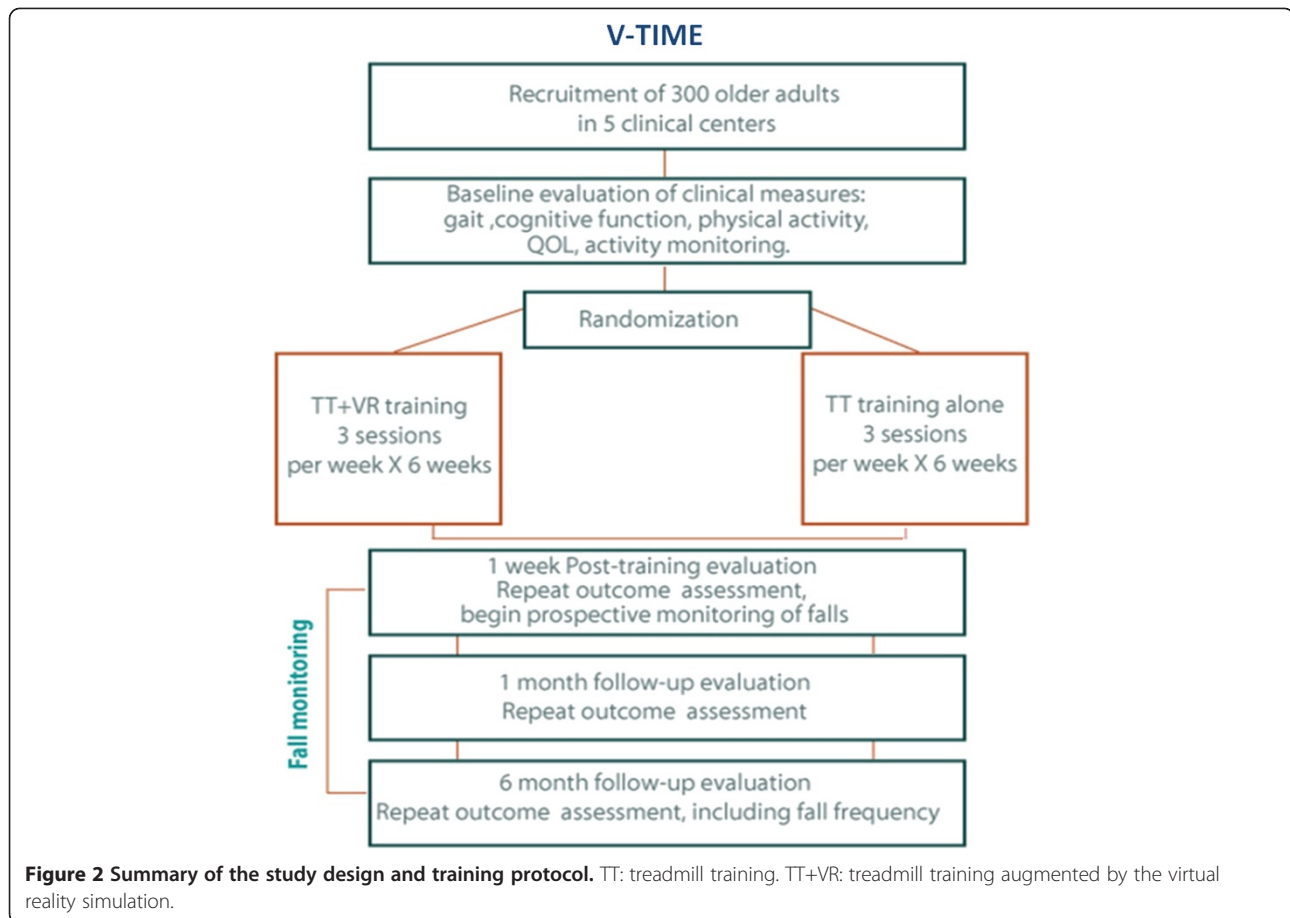 V-TIME
Recruitment of 300 older adults
in 5 clinical centers
Baseline evaluation of clinical measures:
gait ,cognitive function, physical activity,
QOL, activity monitoring.
Randomization
TT+VR training
3 sessions
per week X 6 weeks
TT training alone
3 sessions
per week X 6 weeks
Fall monitoring
1 week Post-training evaluation
Repeat outcome assessment,
begin prospective monitoring of falls
1 month follow-up evaluation
Repeat outcome assessment
6 month follow-up evaluation
Repeat outcome assessment, including fall frequency
Figure 2 Summary of the study design and training protocol. TT: treadmill training. TT+VR: treadmill training augmented by the virtual
reality simulation.